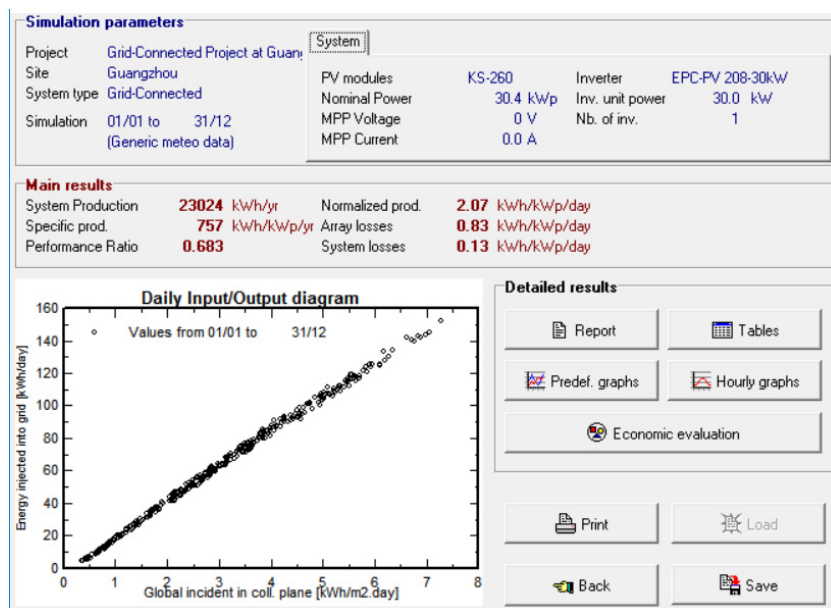 Simulation parameters
System
Project Grid-Connected Project at Guan
Site Guangzhou
System type Grid-Connected
Simulation 01/01 to 31/12
(Generic meteo data)
PV modules KS-260 Inverter EPC-PV 208-30kW
Nominal Power 30.4 kWp Inv. unit power 30.0 kW
MPP Voltage 0 V Nb. of inv. 1
MPP Current 0.0 A
Main results
System Production 23024 kWh/yr Normalized prod. 2.07 kWh/kWp/day
Specific prod. 757 kWh/kWp/yr Array losses 0.83 kWh/kWp/day
Performance Ratio 0.683 System losses 0.13 kWh/kWp/day
Daily Input/Output diagram
Values from 01/01 to 31/12
Energy injected into grid [kWh/day]
160
140
120
100
80
60
40
20
0
0 1 2 3 4 5 6 7 8
Global incident in coll. plane [kWh/m2.day]
Detailed results
Report Tables
Predef. graphs Hourly graphs
Economic evaluation
Print Load
Back Save